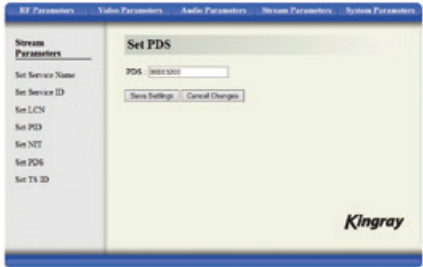 RF Parameters Video Parameters Audio Parameters Stream Parameters System Parameters
Stream
Parameters
Set Service Name
Set Service ID
Set LCN
Set PID
Set NIT
Set PDS
Set TS ID
Set PDS
PDS :
Save Settings Cancel Changes
Kingray